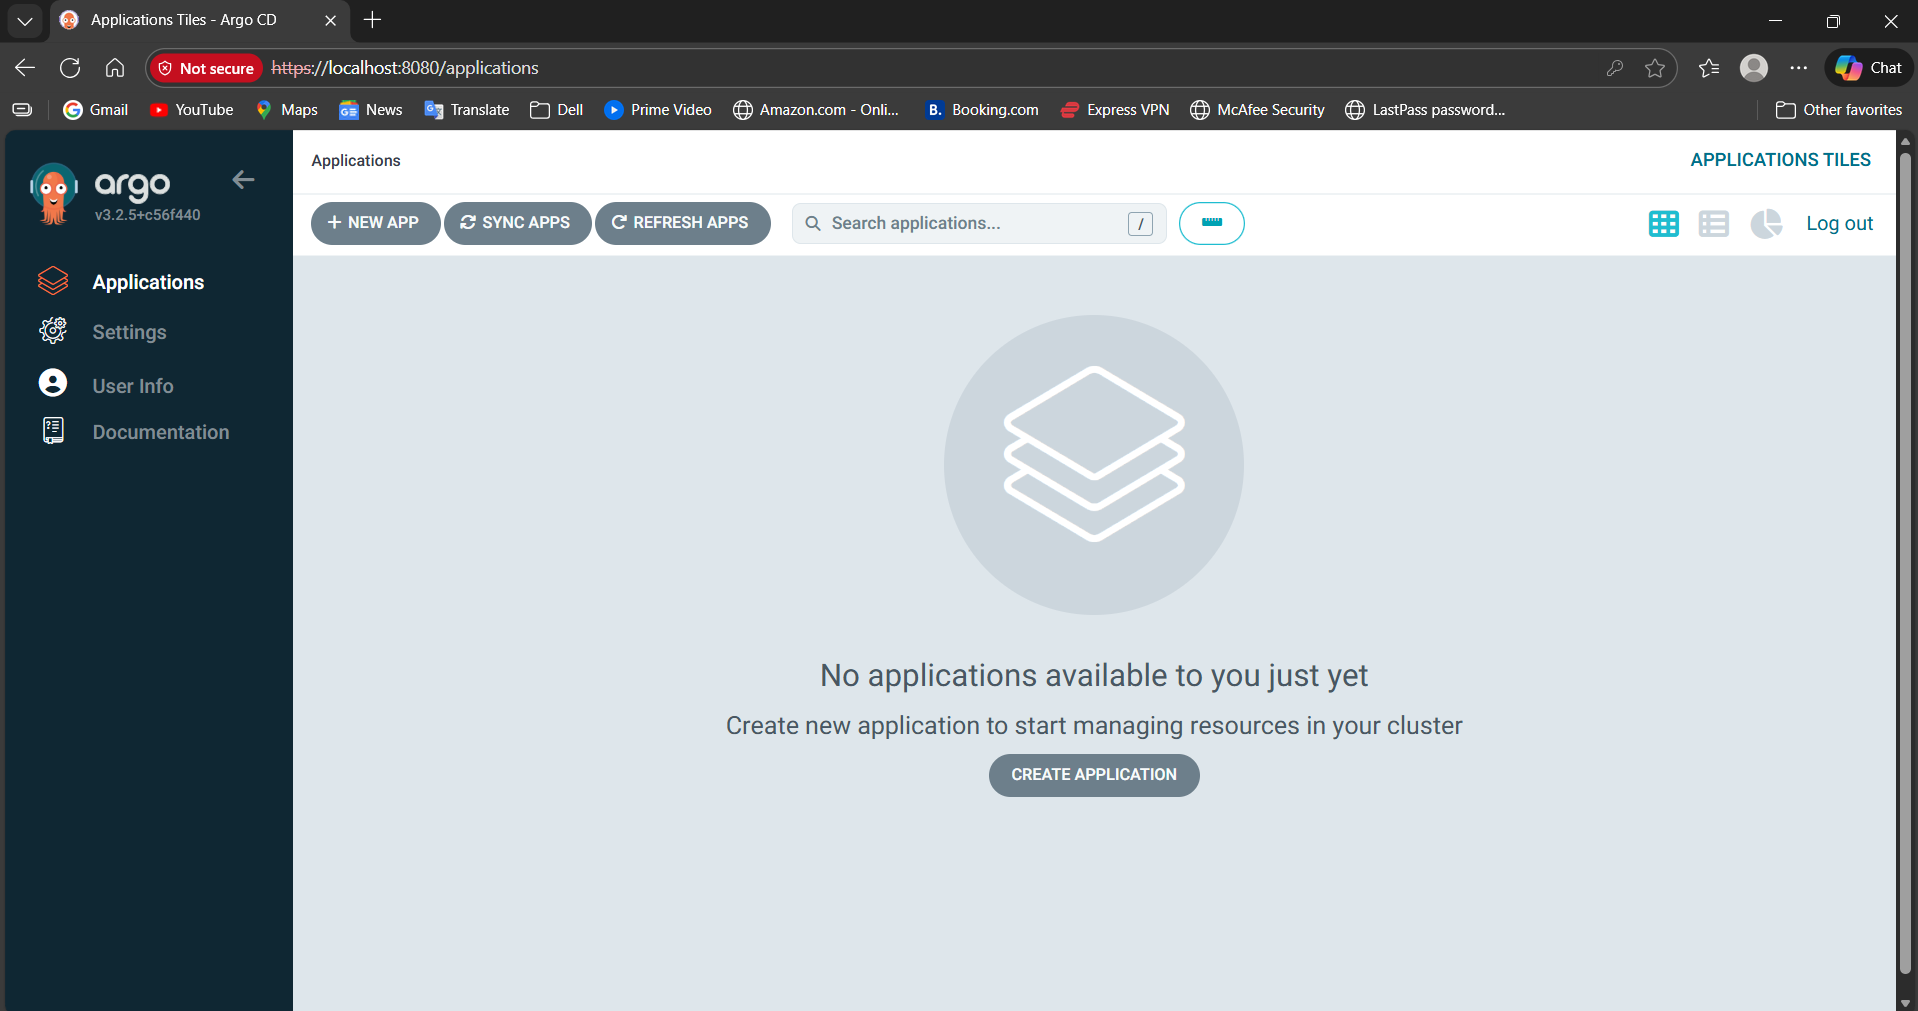 Applications Tiles - Argo CD
Not secure https://localhost:8080/applications
Chat
Gmail YouTube Maps News Translate Dell Prime Video Amazon.com - Onli... Booking.com Express VPN McAfee Security LastPass password... Other favorites
argo
v3.2.5+c56f440
Applications
Settings
User Info
Documentation
Applications APPLICATIONS TILES
+ NEW APP SYNC APPS REFRESH APPS Search applications... / Log out
No applications available to you just yet
Create new application to start managing resources in your cluster
CREATE APPLICATION